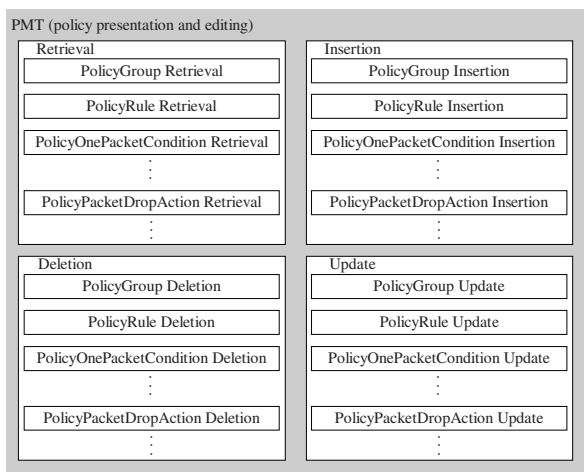 PMT (policy presentation and editing)
Retrieval
PolicyGroup Retrieval
PolicyRule Retrieval
PolicyOnePacketCondition Retrieval
PolicyPacketDropAction Retrieval
Insertion
PolicyGroup Insertion
PolicyRule Insertion
PolicyOnePacketCondition Insertion
PolicyPacketDropAction Insertion
Deletion
PolicyGroup Deletion
PolicyRule Deletion
PolicyOnePacketCondition Deletion
PolicyPacketDropAction Deletion
Update
PolicyGroup Update
PolicyRule Update
PolicyOnePacketCondition Update
PolicyPacketDropAction Update